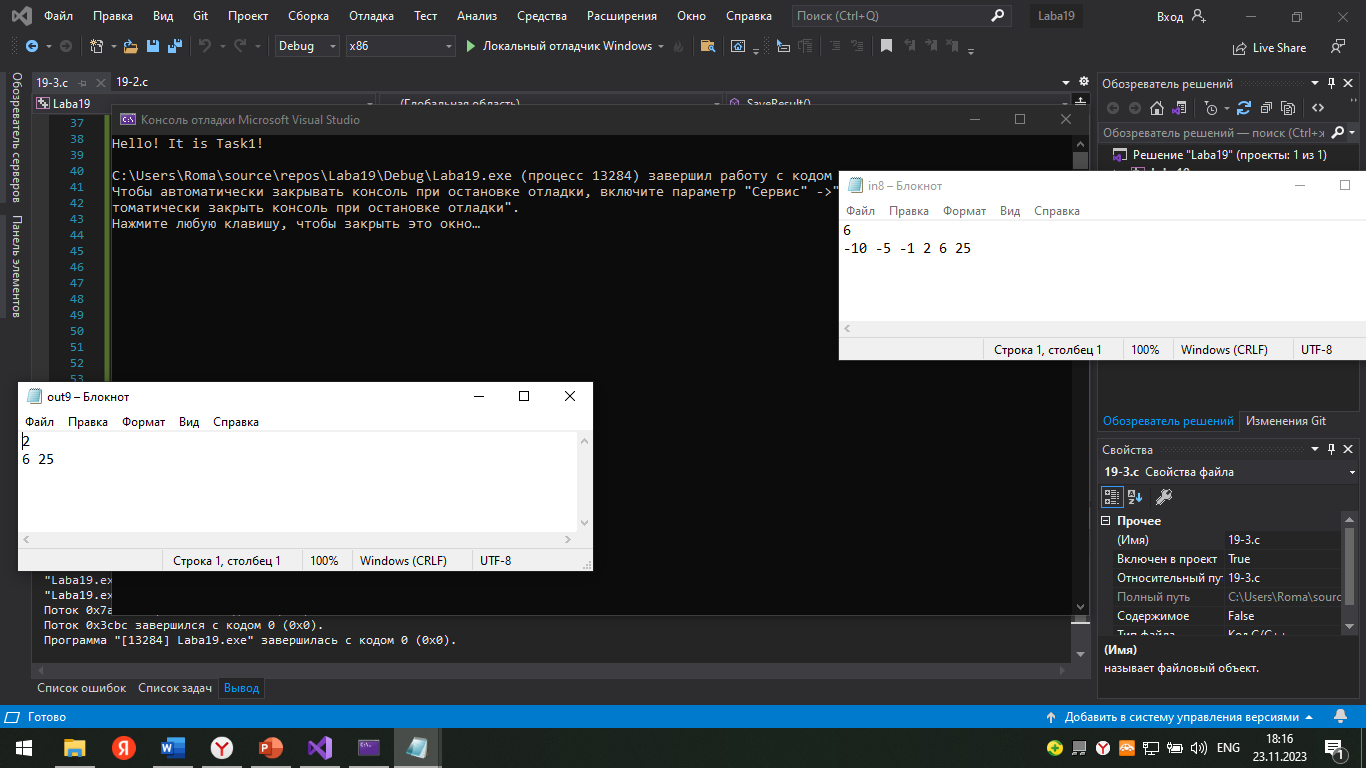 Файл Правка Вид Git Проект Сборка Отладка Тест Анализ Средства Расширения Окно Справка Поиск (Ctrl+Q) Laba19 Вход
Debug x86 Локальный отладчик Windows Live Share
Обозреватель серверов
Панель элементов
19-3.c 19-2.c
Laba19 (Глобальная область) SaveResult()
37
38
39
40
41
42
43
44
45
46
47
48
49
50
51
52
53
Консоль отладки Microsoft Visual Studio
Hello! It is Task1!
C:\Users\Roma\source\repos\Laba19\Debug\Laba19.exe (процесс 13284) завершил работу с кодом
Чтобы автоматически закрывать консоль при остановке отладки, включите параметр "Сервис" ->"
томатически закрыть консоль при остановке отладки".
Нажмите любую клавишу, чтобы закрыть это окно…
Обозреватель решений
Обозреватель решений — поиск (Ctrl+ж
Решение "Laba19" (проекты: 1 из 1)
in8 – Блокнот
Файл Правка Формат Вид Справка
6
-10 -5 -1 2 6 25
Строка 1, столбец 1 100% Windows (CRLF) UTF-8
out9 – Блокнот
Файл Правка Формат Вид Справка
2
6 25
Строка 1, столбец 1 100% Windows (CRLF) UTF-8
"Laba19.ex
"Laba19.ex
Поток 0x7a
Поток 0x3cbc завершился с кодом 0 (0x0).
Программа "[13284] Laba19.exe" завершилась с кодом 0 (0x0).
Список ошибок Список задач Вывод
Обозреватель решений Изменения Git
Свойства
19-3.c Свойства файла
Прочее
(Имя) 19-3.c
Включен в проект True
Относительный пут 19-3.c
Полный путь C:\Users\Roma\sourc
Содержимое False
Тип файла Код C/C++
(Имя)
называет файловый объект.
Готово Добавить в систему управления версиями
ENG 18:16
23.11.2023
1